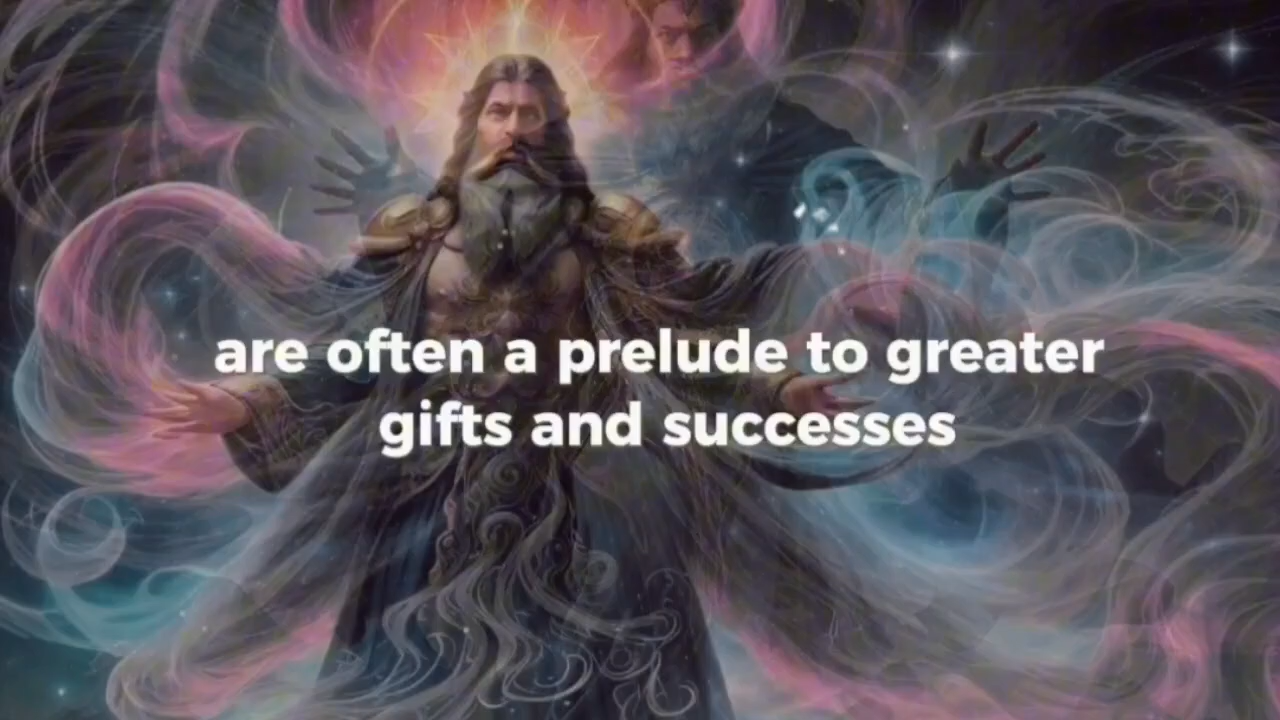 are often a prelude to greater
gifts and successes